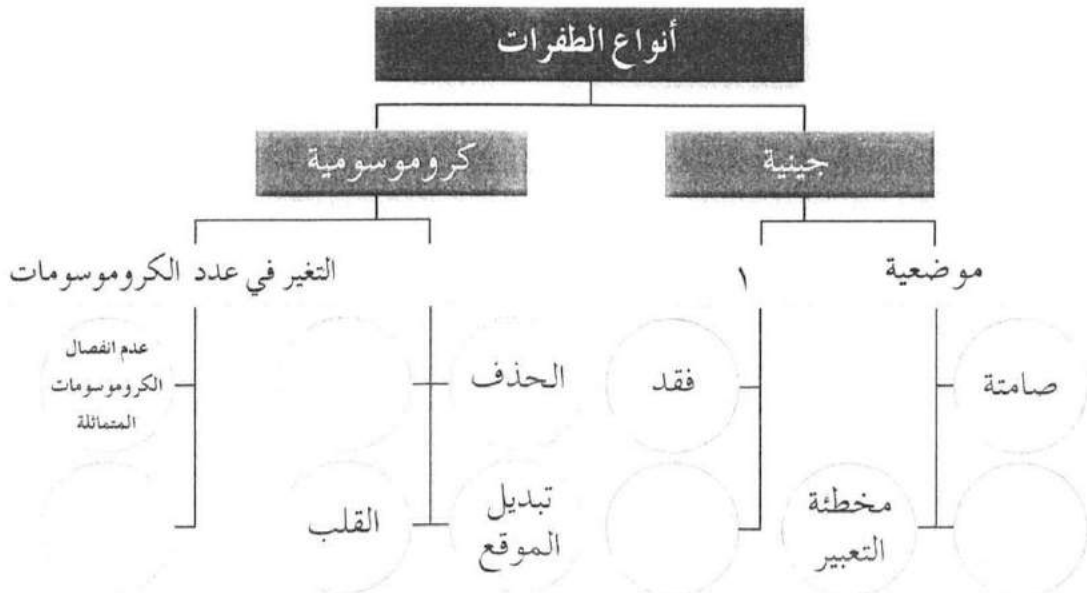 أنواع الطفرات
جينية
كروموسومية
موضعية
١
التغير في عدد الكروموسومات
صامتة
فقد
الحذف
عدم انفصال
الكروموسومات
المتماثلة
مخطئة
التعبير
تبديل
الموقع
القلب